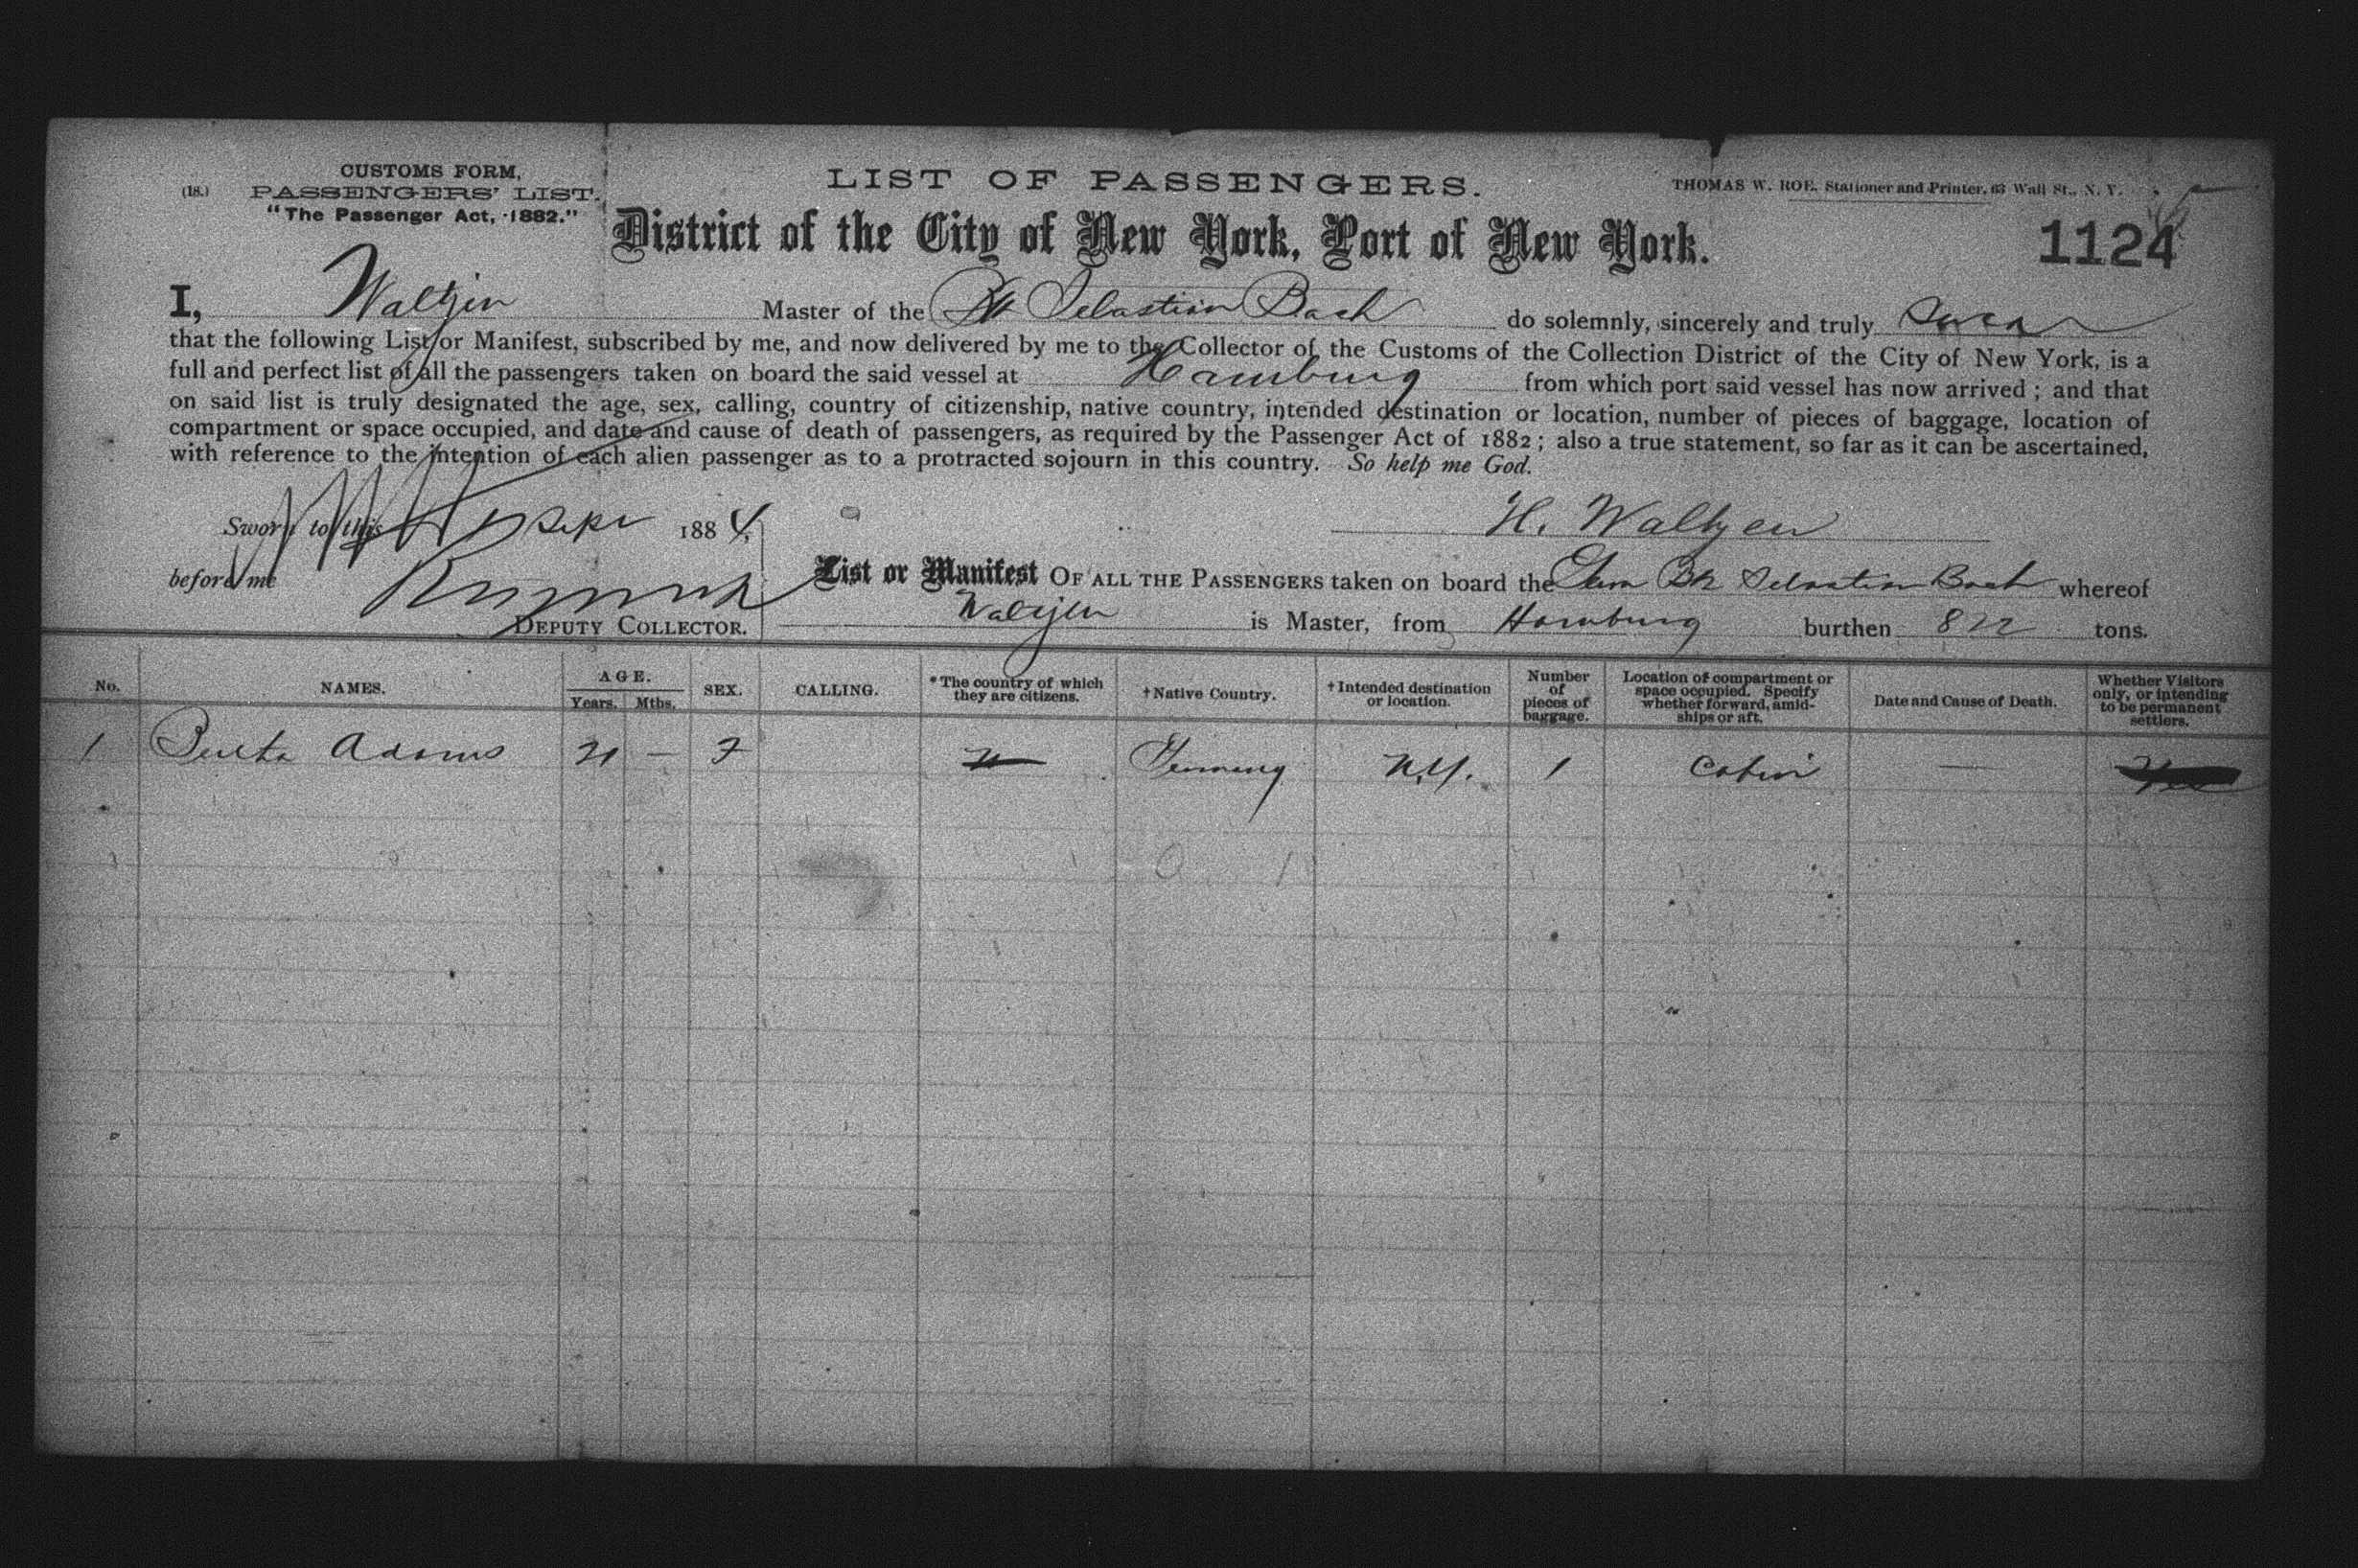 CUSTOMS FORM,
(18.) PASSENGERS' LIST.
"The Passenger Act, 1882."
LIST OF PASSENGERS.
THOMAS W. ROE, Stationer and Printer, 63 Wall St., N. Y.
District of the City of New York, Port of New York.
1124
I, Waltjen Master of the Bk Sebastian Bach do solemnly, sincerely and truly swear
that the following List or Manifest, subscribed by me, and now delivered by me to the Collector of the Customs of the Collection District of the City of New York, is a
full and perfect list of all the passengers taken on board the said vessel at Hamburg from which port said vessel has now arrived; and that
on said list is truly designated the age, sex, calling, country of citizenship, native country, intended destination or location, number of pieces of baggage, location of
compartment or space occupied, and date and cause of death of passengers, as required by the Passenger Act of 1882; also a true statement, so far as it can be ascertained,
with reference to the intention of each alien passenger as to a protracted sojourn in this country. So help me God.
Sworn to this Sept 1884,
H. Waltjen
before me
List or Manifest OF ALL THE PASSENGERS taken on board the Ger Bk Sebastian Bach whereof
Waltjen is Master, from Hamburg burthen 822 tons.
DEPUTY COLLECTOR.
No. NAMES. AGE. Years. Mths. SEX. CALLING. *The country of which they are citizens. †Native Country. †Intended destination or location. Number of pieces of baggage. Location of compartment or space occupied. Specify whether forward, amidships or aft. Date and Cause of Death. Whether Visitors only, or intending to be permanent settlers.
1 Berta Adams 21 — F Germany N.Y. 1 Cabin —